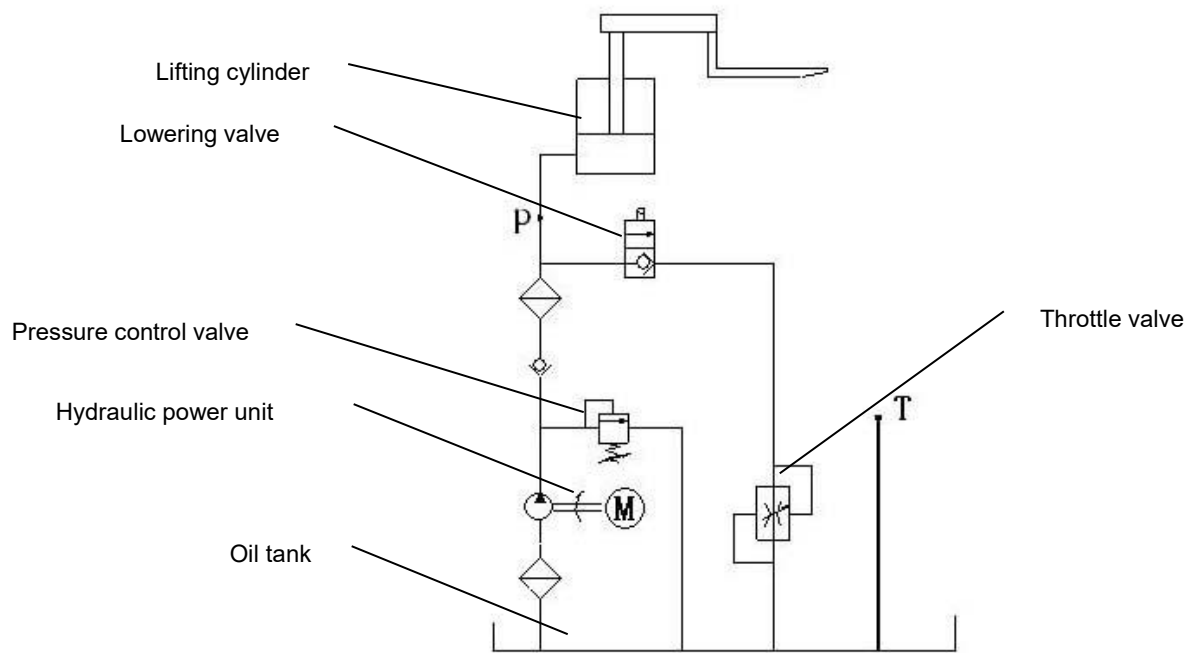 Lifting cylinder
Lowering valve
p
Pressure control valve
Throttle valve
Hydraulic power unit
T
M
Oil tank